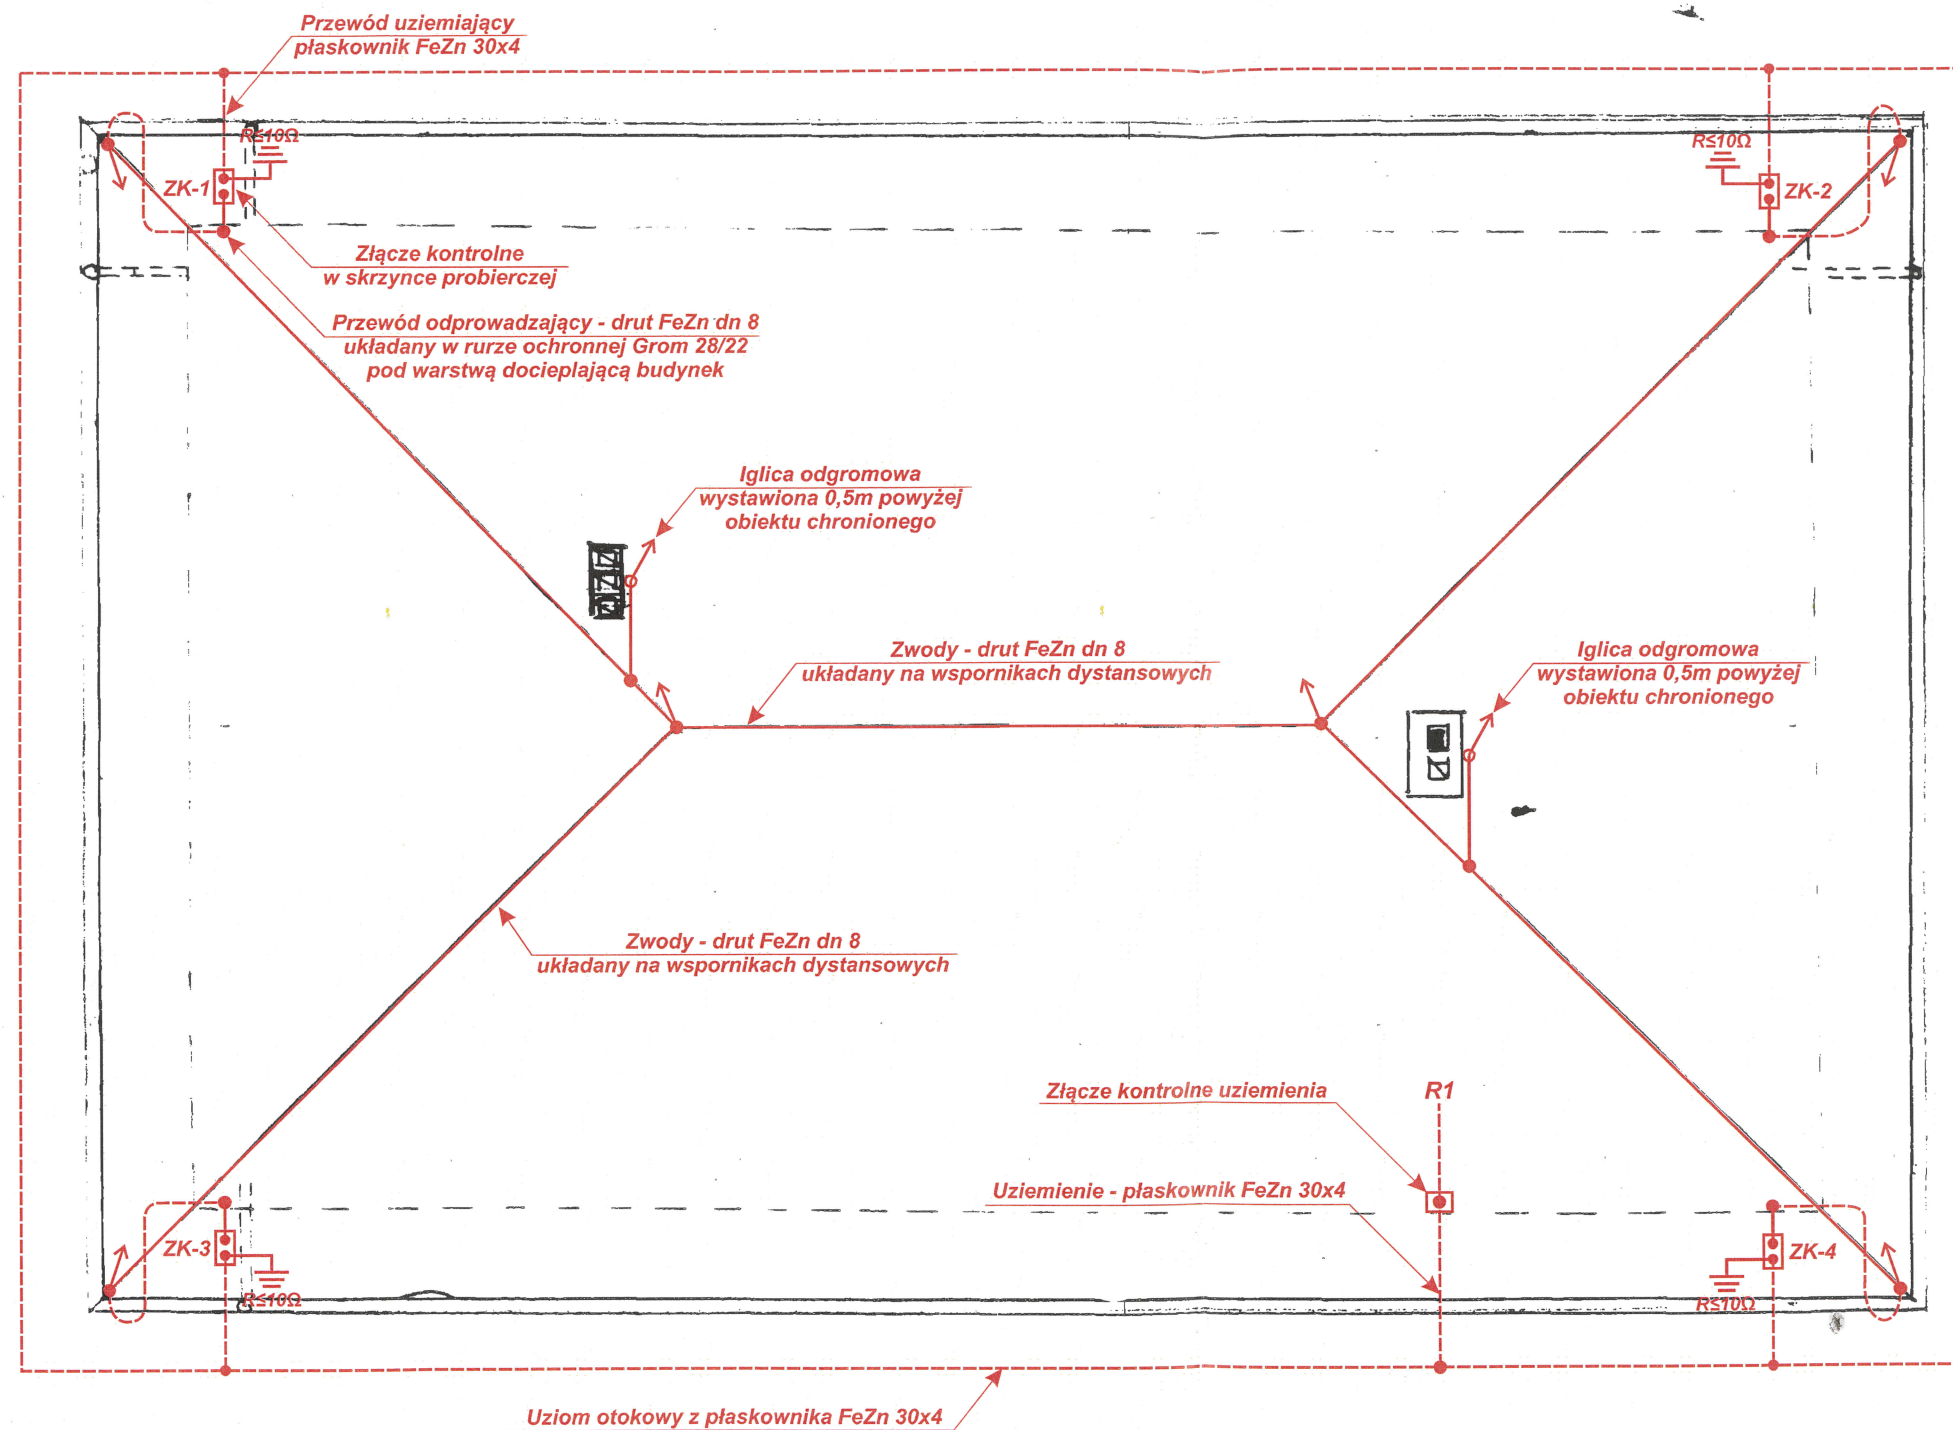 Przewód uziemiający
płaskownik FeZn 30x4
R≤10Ω
ZK-1
R≤10Ω
ZK-2
Złącze kontrolne
w skrzynce probierczej
Przewód odprowadzający - drut FeZn dn 8
układany w rurze ochronnej Grom 28/22
pod warstwą docieplającą budynek
Iglica odgromowa
wystawiona 0,5m powyżej
obiektu chronionego
Zwody - drut FeZn dn 8
układany na wspornikach dystansowych
Iglica odgromowa
wystawiona 0,5m powyżej
obiektu chronionego
Zwody - drut FeZn dn 8
układany na wspornikach dystansowych
Złącze kontrolne uziemienia
R1
Uziemienie - płaskownik FeZn 30x4
ZK-3
R≤10Ω
ZK-4
R≤10Ω
Uziom otokowy z płaskownika FeZn 30x4